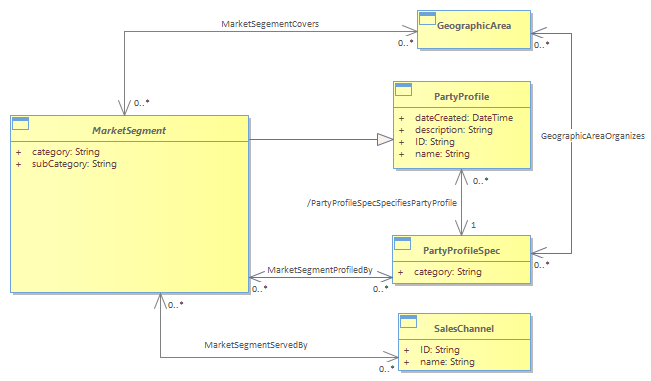 MarketSegementCovers
GeographicArea
0..*
0..*
0..*
PartyProfile
+ dateCreated: DateTime
+ description: String
+ ID: String
+ name: String
MarketSegment
+ category: String
+ subCategory: String
GeographicAreaOrganizes
0..*
/PartyProfileSpecSpecifiesPartyProfile
1
PartyProfileSpec
+ category: String
MarketSegmentProfiledBy
0..*
0..*
0..*
0..*
SalesChannel
+ ID: String
+ name: String
MarketSegmentServedBy
0..*